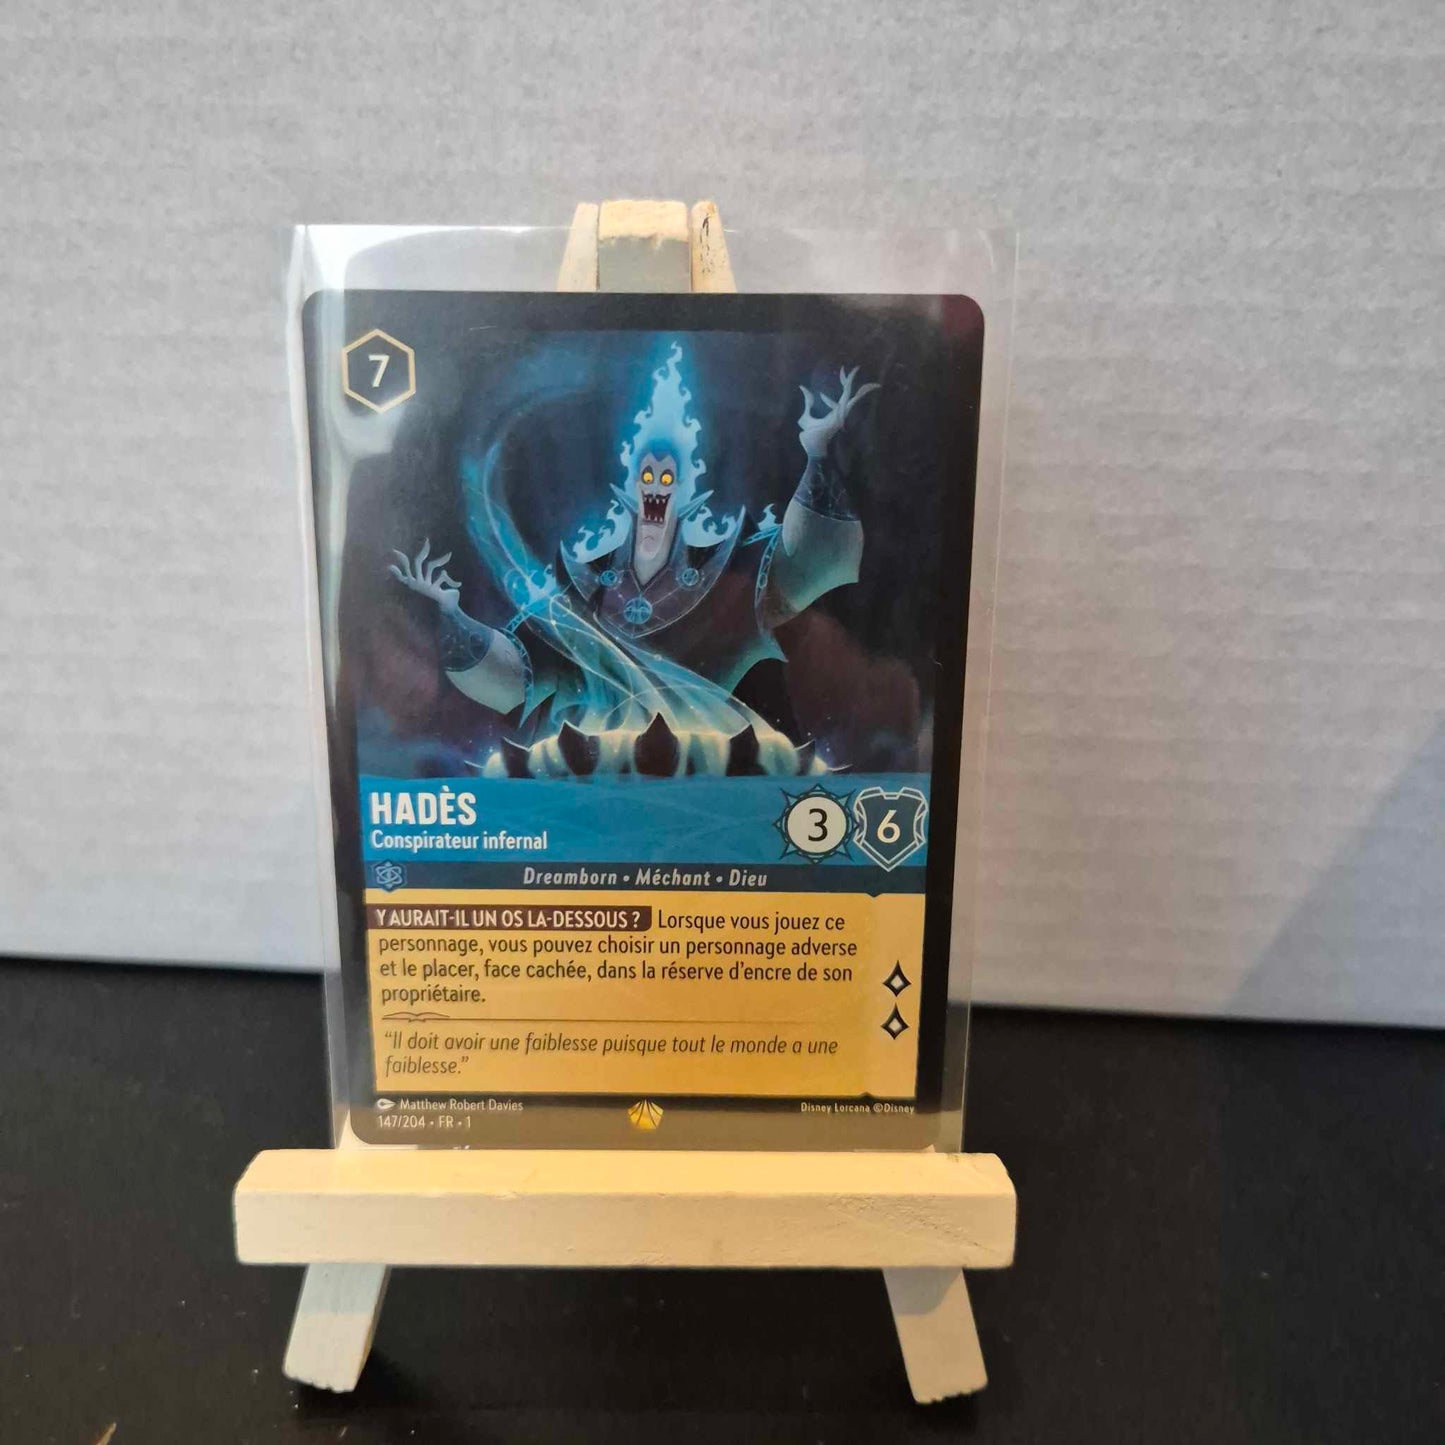 7
HADÈS
Conspirateur infernal
3
6
Dreamborn • Méchant • Dieu
Y AURAIT-IL UN OS LA-DESSOUS ? Lorsque vous jouez ce
personnage, vous pouvez choisir un personnage adverse
et le placer, face cachée, dans la réserve d'encre de son
propriétaire.
“Il doit avoir une faiblesse puisque tout le monde a une
faiblesse.”
Matthew Robert Davies
Disney Lorcana ©Disney
147/204 • FR • 1